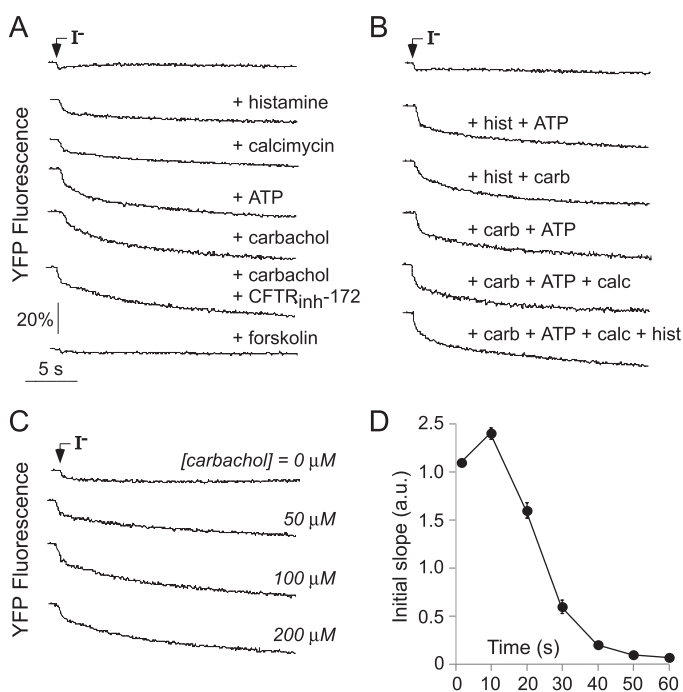 A
I-
+ histamine
+ calcimycin
+ ATP
+ carbachol
+ carbachol
+ CFTRinh-172
+ forskolin
YFP Fluorescence
20%
5 s
B
I-
+ hist + ATP
+ hist + carb
+ carb + ATP
+ carb + ATP + calc
+ carb + ATP + calc + hist
C
I-
[carbachol] = 0 µM
50 µM
100 µM
200 µM
YFP Fluorescence
D
2.5
1.0
1.5
1.0
0.5
0
Initial slope (a.u.)
Time (s)
0 10 20 30 40 50 60